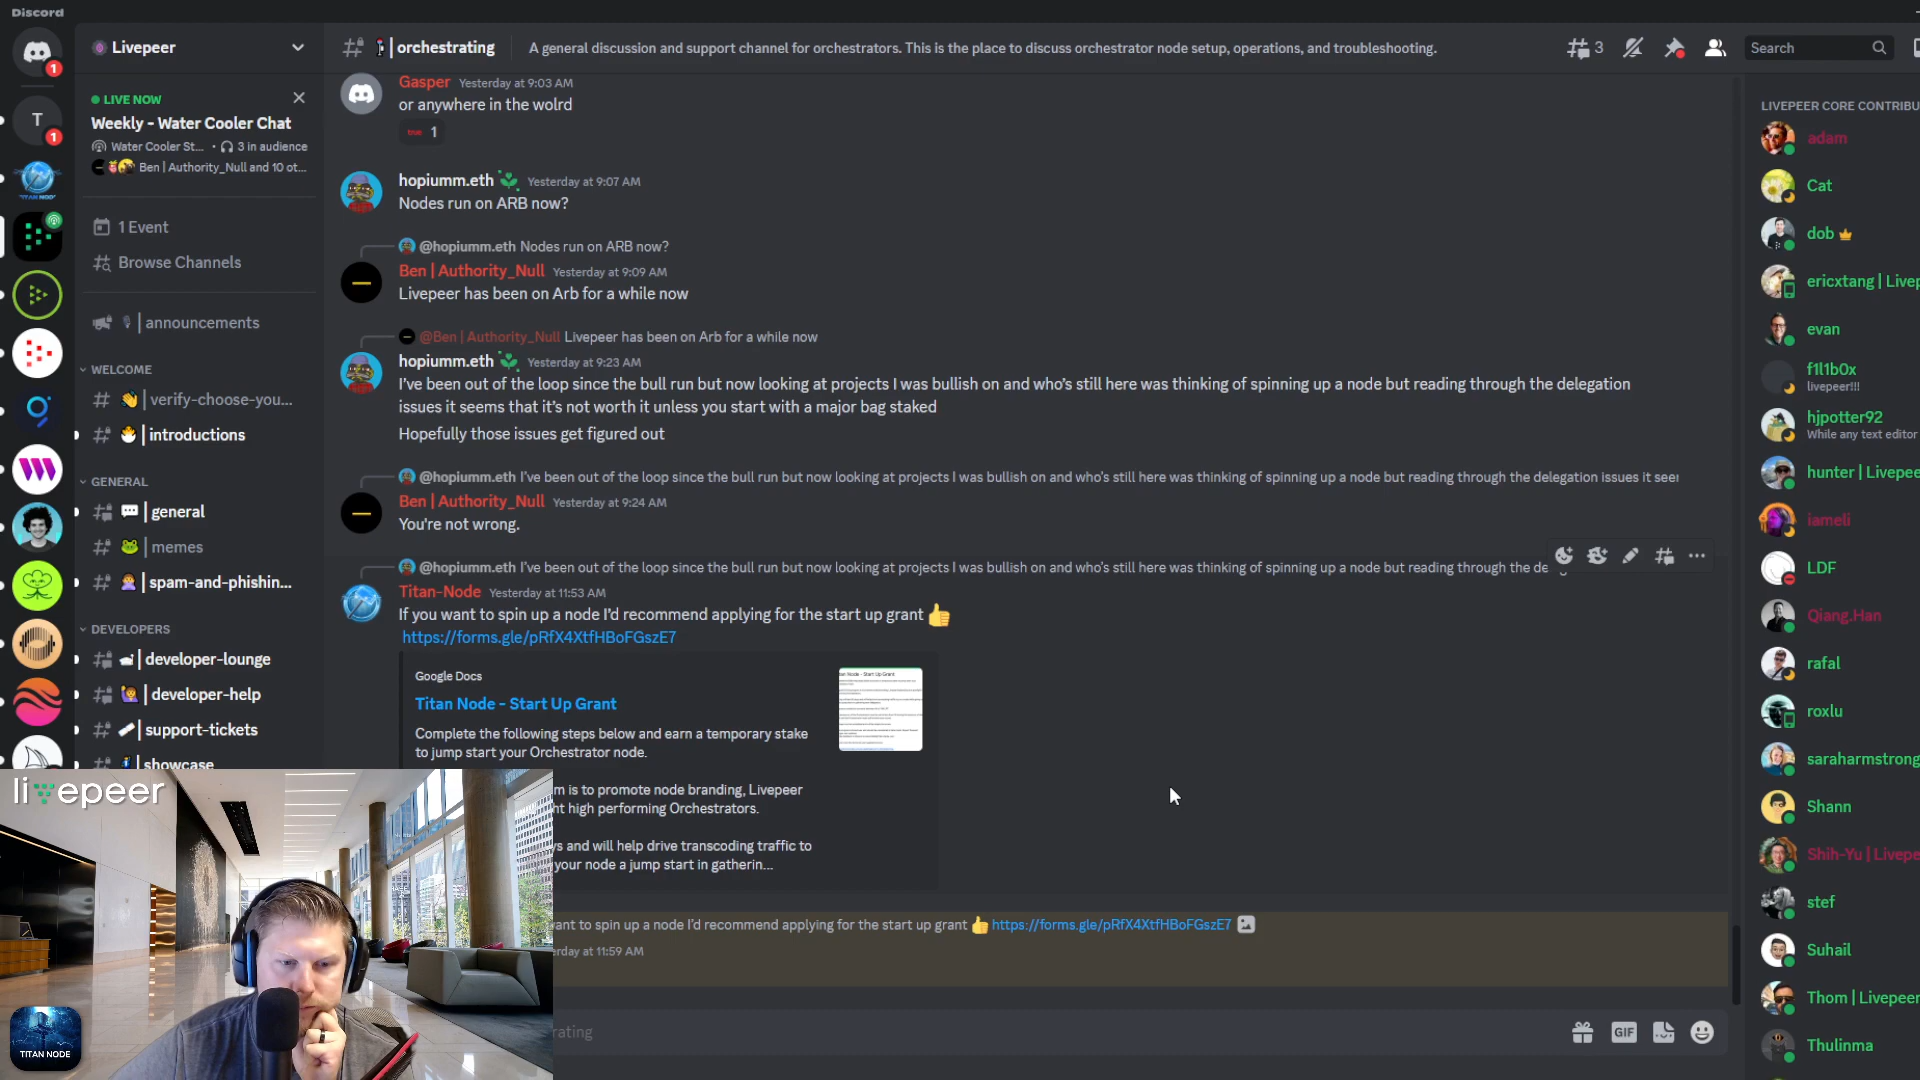 Discord
1
T
1
TITAN NODE
Livepeer
LIVE NOW
Weekly - Water Cooler Chat
Water Cooler St... • 3 in audience
Ben | Authority_Null and 10 ot...
1 Event
Browse Channels
| announcements
WELCOME
| verify-choose-you...
| introductions
GENERAL
| general
| memes
| spam-and-phishin...
DEVELOPERS
| developer-lounge
| developer-help
| support-tickets
| showcase
| orchestrating
A general discussion and support channel for orchestrators. This is the place to discuss orchestrator node setup, operations, and troubleshooting.
3
Search
Gasper Yesterday at 9:03 AM
or anywhere in the wolrd
true 1
hopiumm.eth Yesterday at 9:07 AM
Nodes run on ARB now?
@hopiumm.eth Nodes run on ARB now?
Ben | Authority_Null Yesterday at 9:09 AM
Livepeer has been on Arb for a while now
@Ben | Authority_Null Livepeer has been on Arb for a while now
hopiumm.eth Yesterday at 9:23 AM
I've been out of the loop since the bull run but now looking at projects I was bullish on and who's still here was thinking of spinning up a node but reading through the delegation
issues it seems that it's not worth it unless you start with a major bag staked
Hopefully those issues get figured out
@hopiumm.eth I've been out of the loop since the bull run but now looking at projects I was bullish on and who's still here was thinking of spinning up a node but reading through the delegation issues it seer
Ben | Authority_Null Yesterday at 9:24 AM
You're not wrong.
@hopiumm.eth I've been out of the loop since the bull run but now looking at projects I was bullish on and who's still here was thinking of spinning up a node but reading through the de
Titan-Node Yesterday at 11:53 AM
If you want to spin up a node I'd recommend applying for the start up grant 👍
https://forms.gle/pRfX4XtfHBoFGszE7
Google Docs
Titan Node - Start Up Grant
Complete the following steps below and earn a temporary stake
to jump start your Orchestrator node.
m is to promote node branding, Livepeer
nt high performing Orchestrators.
ys and will help drive transcoding traffic to
your node a jump start in gatherin...
want to spin up a node I'd recommend applying for the start up grant 👍 https://forms.gle/pRfX4XtfHBoFGszE7
erday at 11:59 AM
rating
GIF
LIVEPEER CORE CONTRIBU
adam
Cat
dob
ericxtang | Livep
evan
f1l1b0x
livepeer!!!
hjpotter92
While any text editor
hunter | Livepee
iameli
LDF
Qiang.Han
rafal
roxlu
saraharmstrong
Shann
Shih-Yu | Livepe
stef
Suhail
Thom | Livepeer
Thulinma
livepeer
TITAN NODE